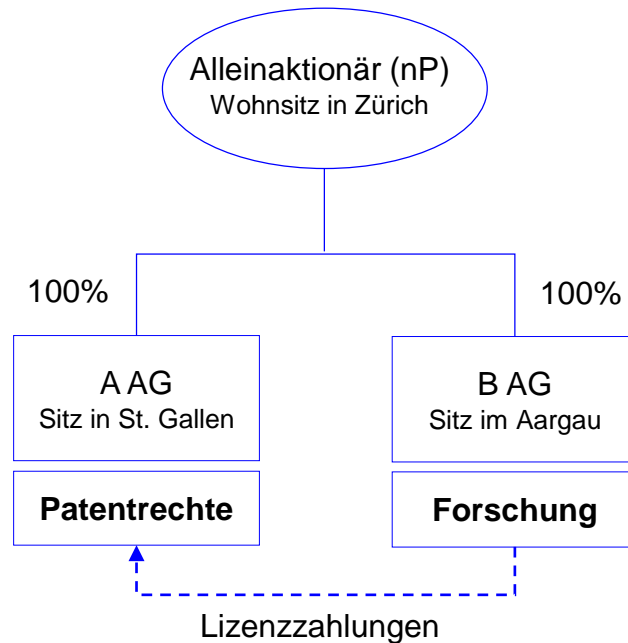 Alleinaktionär (nP)
Wohnsitz in Zürich
100%
100%
A AG
Sitz in St. Gallen
B AG
Sitz im Aargau
Patentrechte
Forschung
Lizenzzahlungen